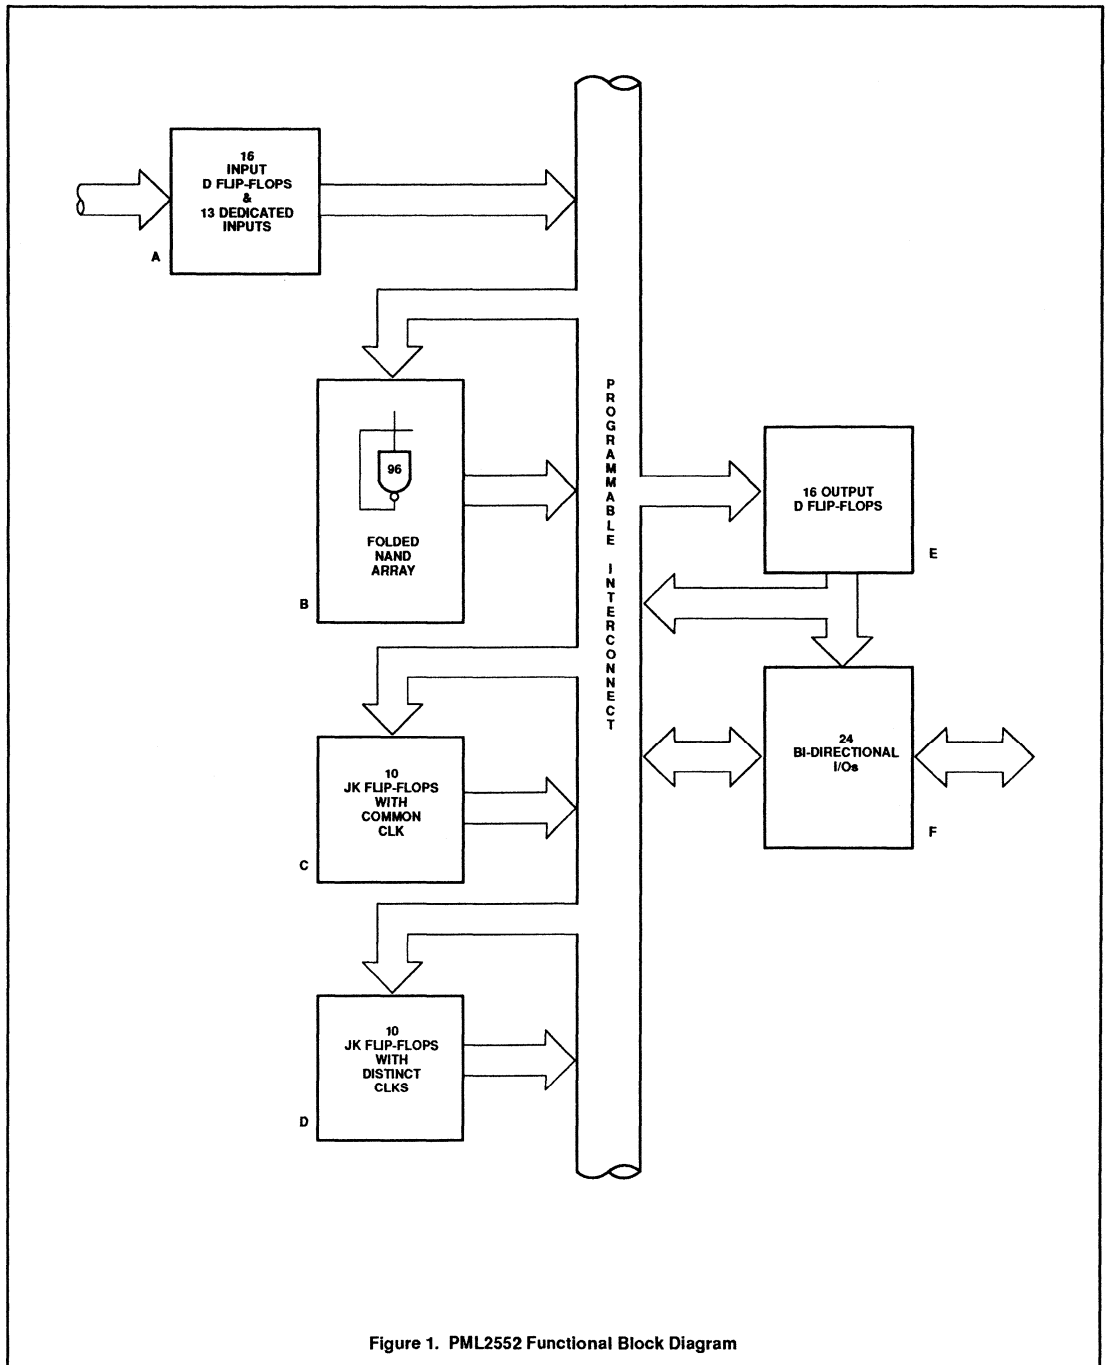 16
INPUT
D FLIP-FLOPS
&
13 DEDICATED
INPUTS
A
96
FOLDED
NAND
ARRAY
B
10
JK FLIP-FLOPS
WITH
COMMON
CLK
C
10
JK FLIP-FLOPS
WITH
DISTINCT
CLKS
D
PROGRAMMABLE INTERCONNECT
16 OUTPUT
D FLIP-FLOPS
E
24
BI-DIRECTIONAL
I/Os
F
Figure 1. PML2552 Functional Block Diagram